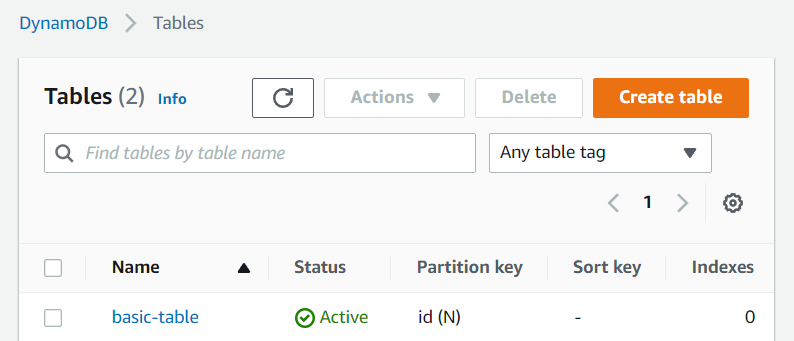 DynamoDB > Tables
Tables (2) Info Actions Delete Create table
Find tables by table name Any table tag
1
Name Status Partition key Sort key Indexes
basic-table Active id (N) - 0